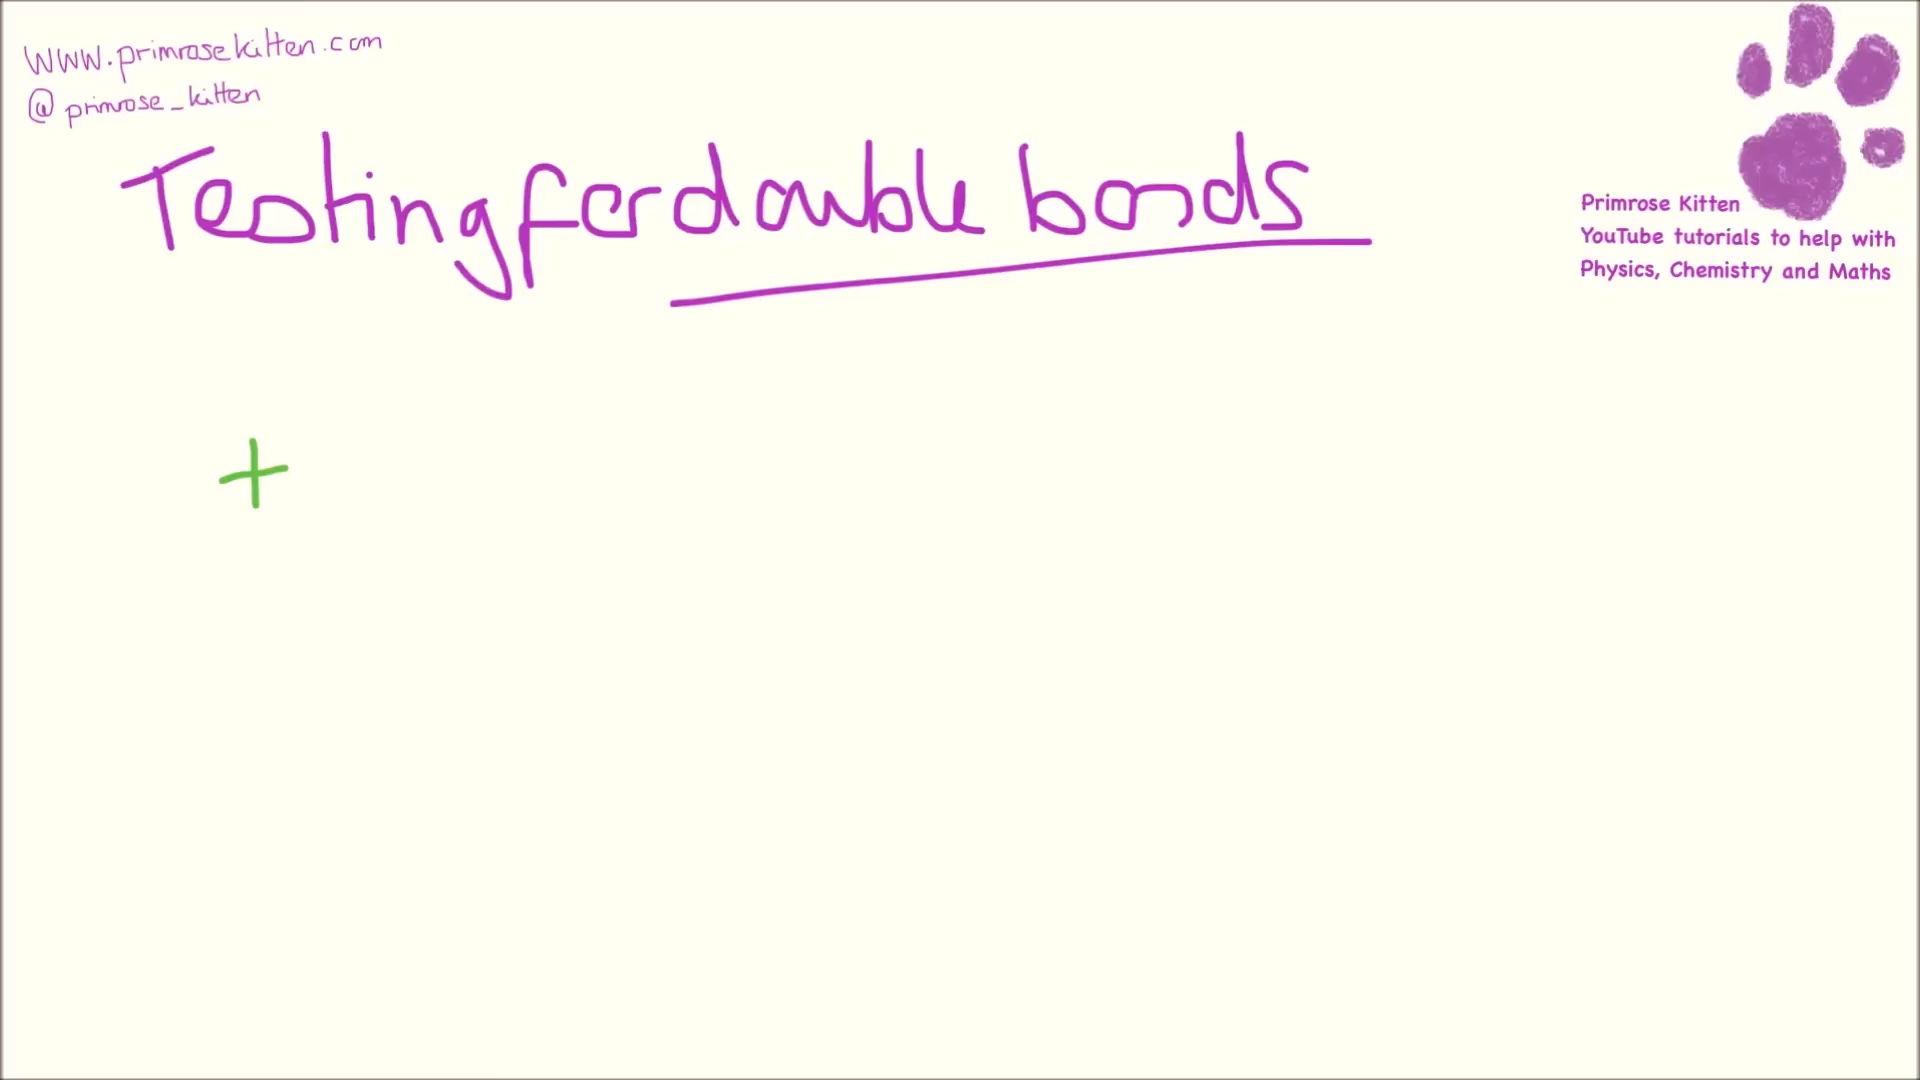 www.primrosekitten.com
@primrose_kitten
Testing for double bonds
Primrose Kitten
YouTube tutorials to help with
Physics, Chemistry and Maths
+